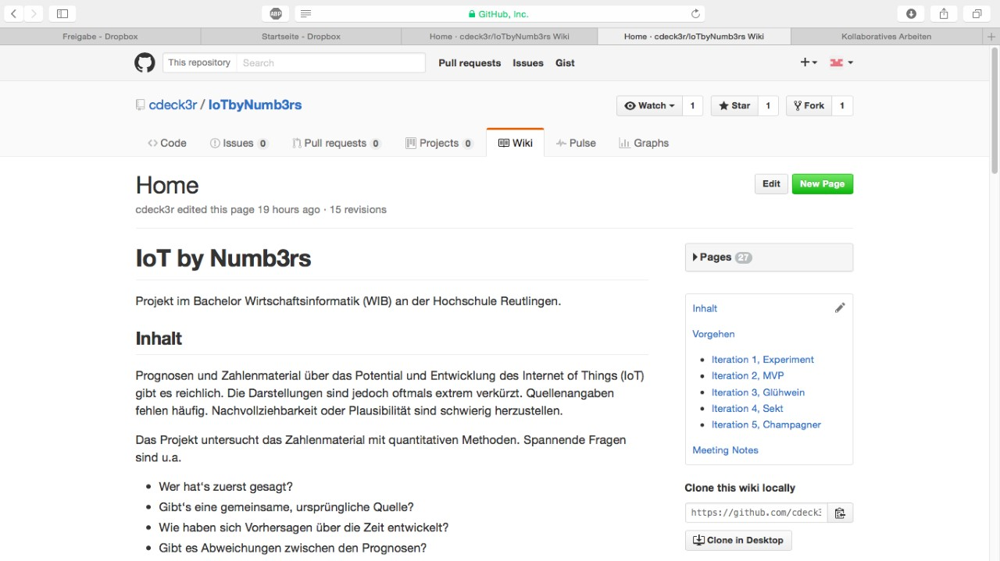 ABP
GitHub, Inc.
Freigabe - Dropbox
Startseite - Dropbox
Home · cdeck3r/IoTbyNumb3rs Wiki
Home · cdeck3r/IoTbyNumb3rs Wiki
Kollaboratives Arbeiten
This repository
Search
Pull requests
Issues
Gist
cdeck3r / IoTbyNumb3rs
Watch 1
Star 1
Fork 1
Code
Issues 0
Pull requests 0
Projects 0
Wiki
Pulse
Graphs
Home
Edit
New Page
cdeck3r edited this page 19 hours ago · 15 revisions
IoT by Numb3rs
Projekt im Bachelor Wirtschaftsinformatik (WIB) an der Hochschule Reutlingen.
Inhalt
Prognosen und Zahlenmaterial über das Potential und Entwicklung des Internet of Things (IoT)
gibt es reichlich. Die Darstellungen sind jedoch oftmals extrem verkürzt. Quellenangaben
fehlen häufig. Nachvollziehbarkeit oder Plausibilität sind schwierig herzustellen.
Das Projekt untersucht das Zahlenmaterial mit quantitativen Methoden. Spannende Fragen
sind u.a.
• Wer hat's zuerst gesagt?
• Gibt's eine gemeinsame, ursprüngliche Quelle?
• Wie haben sich Vorhersagen über die Zeit entwickelt?
• Gibt es Abweichungen zwischen den Prognosen?
Pages 27
Inhalt
Vorgehen
• Iteration 1, Experiment
• Iteration 2, MVP
• Iteration 3, Glühwein
• Iteration 4, Sekt
• Iteration 5, Champagner
Meeting Notes
Clone this wiki locally
https://github.com/cdeck3
Clone in Desktop